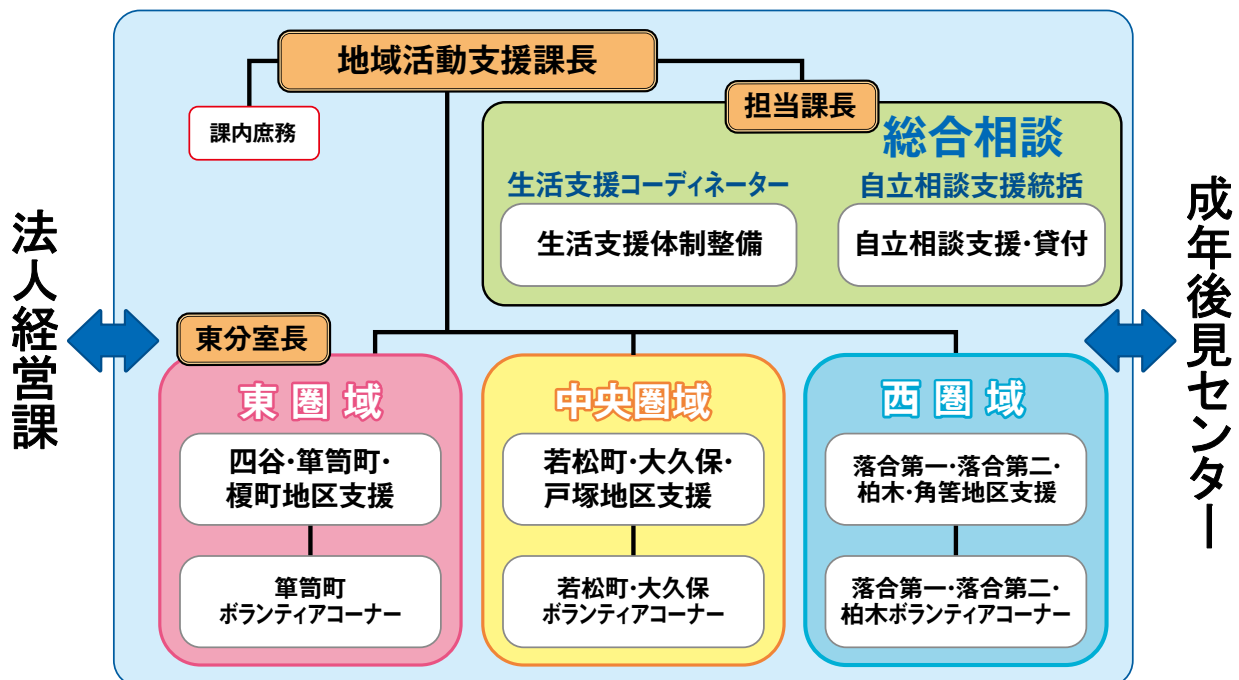 地域活動支援課長
課内庶務
担当課長
総合相談
生活支援コーディネーター
生活支援体制整備
自立相談支援統括
自立相談支援・貸付
法人経営課
成年後見センター
東分室長
東圏域
四谷・箪笥町・
榎町地区支援
箪笥町
ボランティアコーナー
中央圏域
若松町・大久保・
戸塚地区支援
若松町・大久保
ボランティアコーナー
西圏域
落合第一・落合第二・
柏木・角筈地区支援
落合第一・落合第二・
柏木ボランティアコーナー